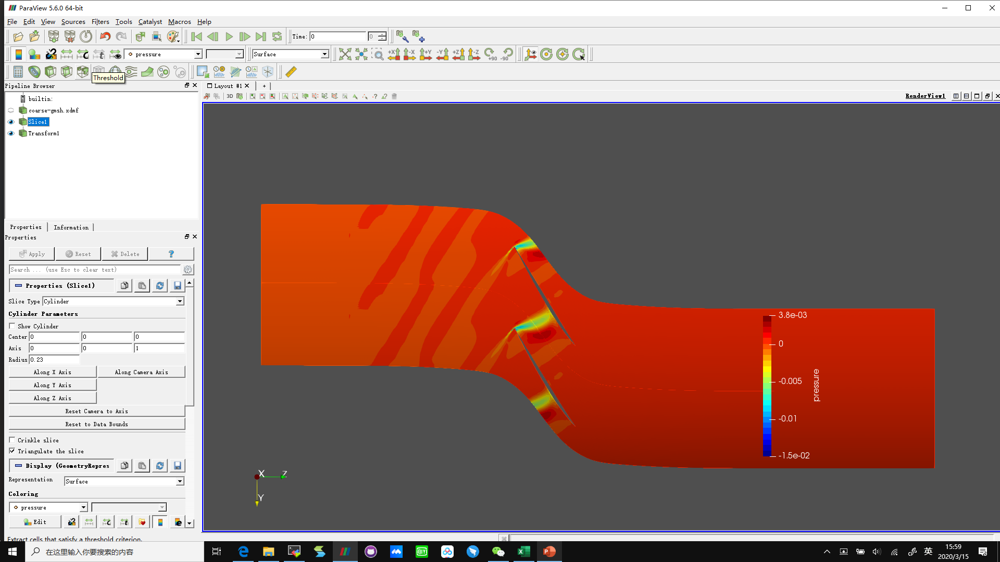 ParaView 5.6.0 64-bit
File Edit View Sources Filters Tools Catalyst Macros Help
Time: 0 0
pressure Surface
+X -X +Y -Y +Z -Z +90 -90
Threshold
Pipeline Browser
Layout #1 +
builtin:
3D
RenderView1
coarse-gmsh.xdmf
Slice1
Transform1
Properties Information
Properties
Apply Reset Delete ?
Search ... (use Esc to clear text)
Properties (Slice1)
Slice Type Cylinder
Cylinder Parameters
Show Cylinder
Center 0 0 0
Axis 0 0 1
Radius 0.23
Along X Axis Along Camera Axis
Along Y Axis
Along Z Axis
Reset Camera to Axis
Reset to Data Bounds
Crinkle slice
Triangulate the slice
Display (GeometryRepres
Representation Surface
Coloring
pressure
Edit
3.8e-03
0
-0.005
-0.01
-1.5e-02
pressure
X Z
Y
Extract cells that satisfy a threshold criterion.
在这里输入你要搜索的内容
英
15:59
2020/3/15